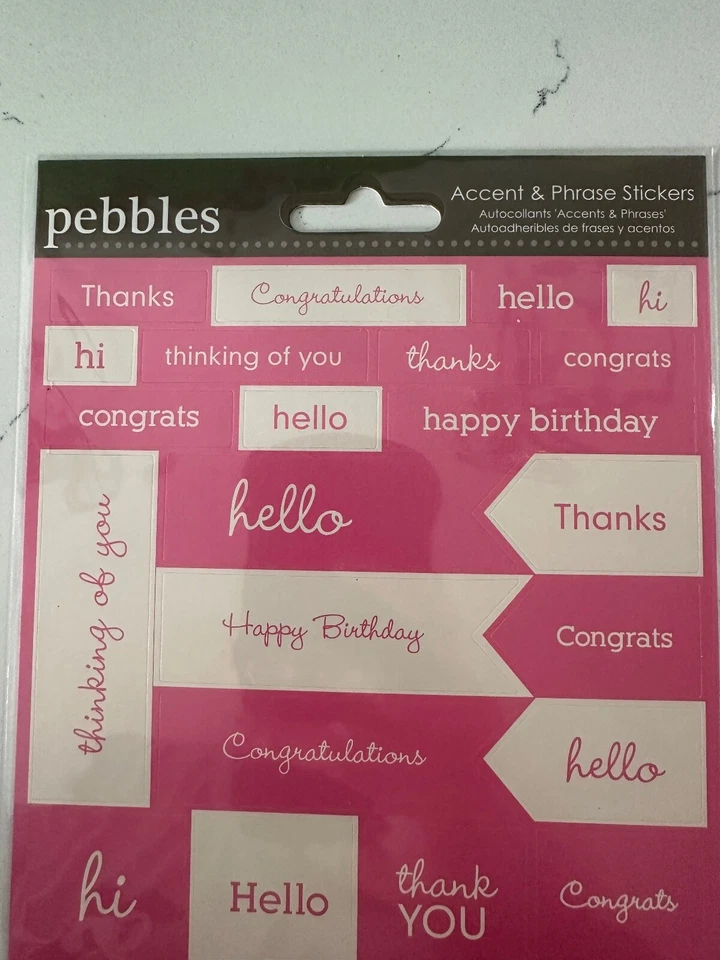 pebbles
Accent & Phrase Stickers
Autocollants 'Accents & Phrases'
Autoadheribles de frases y acentos
Thanks
Congratulations
hello
hi
hi
thinking of you
thanks
congrats
congrats
hello
happy birthday
thinking of you
hello
Thanks
Happy Birthday
Congrats
Congratulations
hello
hi
Hello
thank
YOU
Congrats